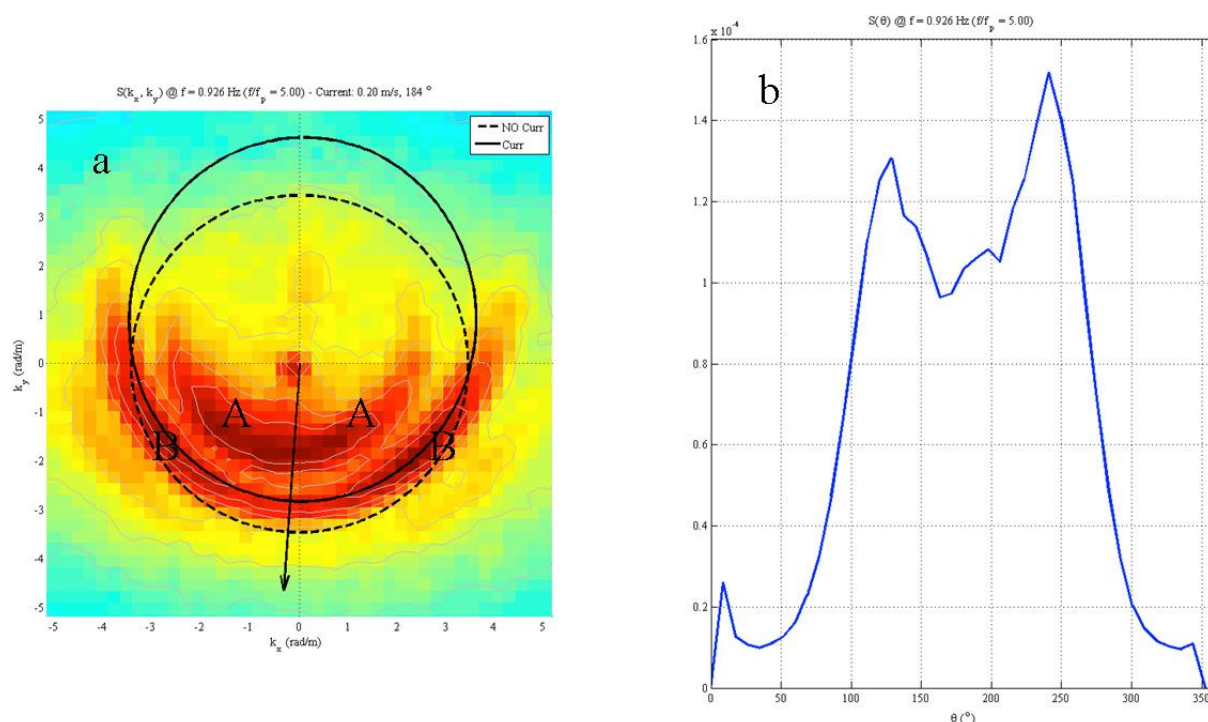 S(k_x, k_y) @ f = 0.926 Hz (f/f_p = 5.00) - Current: 0.20 m/s, 184 °
a
NO Curr
Curr
5
4
3
2
1
0
-1
-2
-3
-4
-5
k_y (rad/m)
A A
B B
-5 -4 -3 -2 -1 0 1 2 3 4 5
k_x (rad/m)
S(θ) @ f = 0.926 Hz (f/f_p = 5.00)
x 10^-4
b
1.6
1.4
1.2
1
0.8
0.6
0.4
0.2
0
0 50 100 150 200 250 300 350
θ (°)